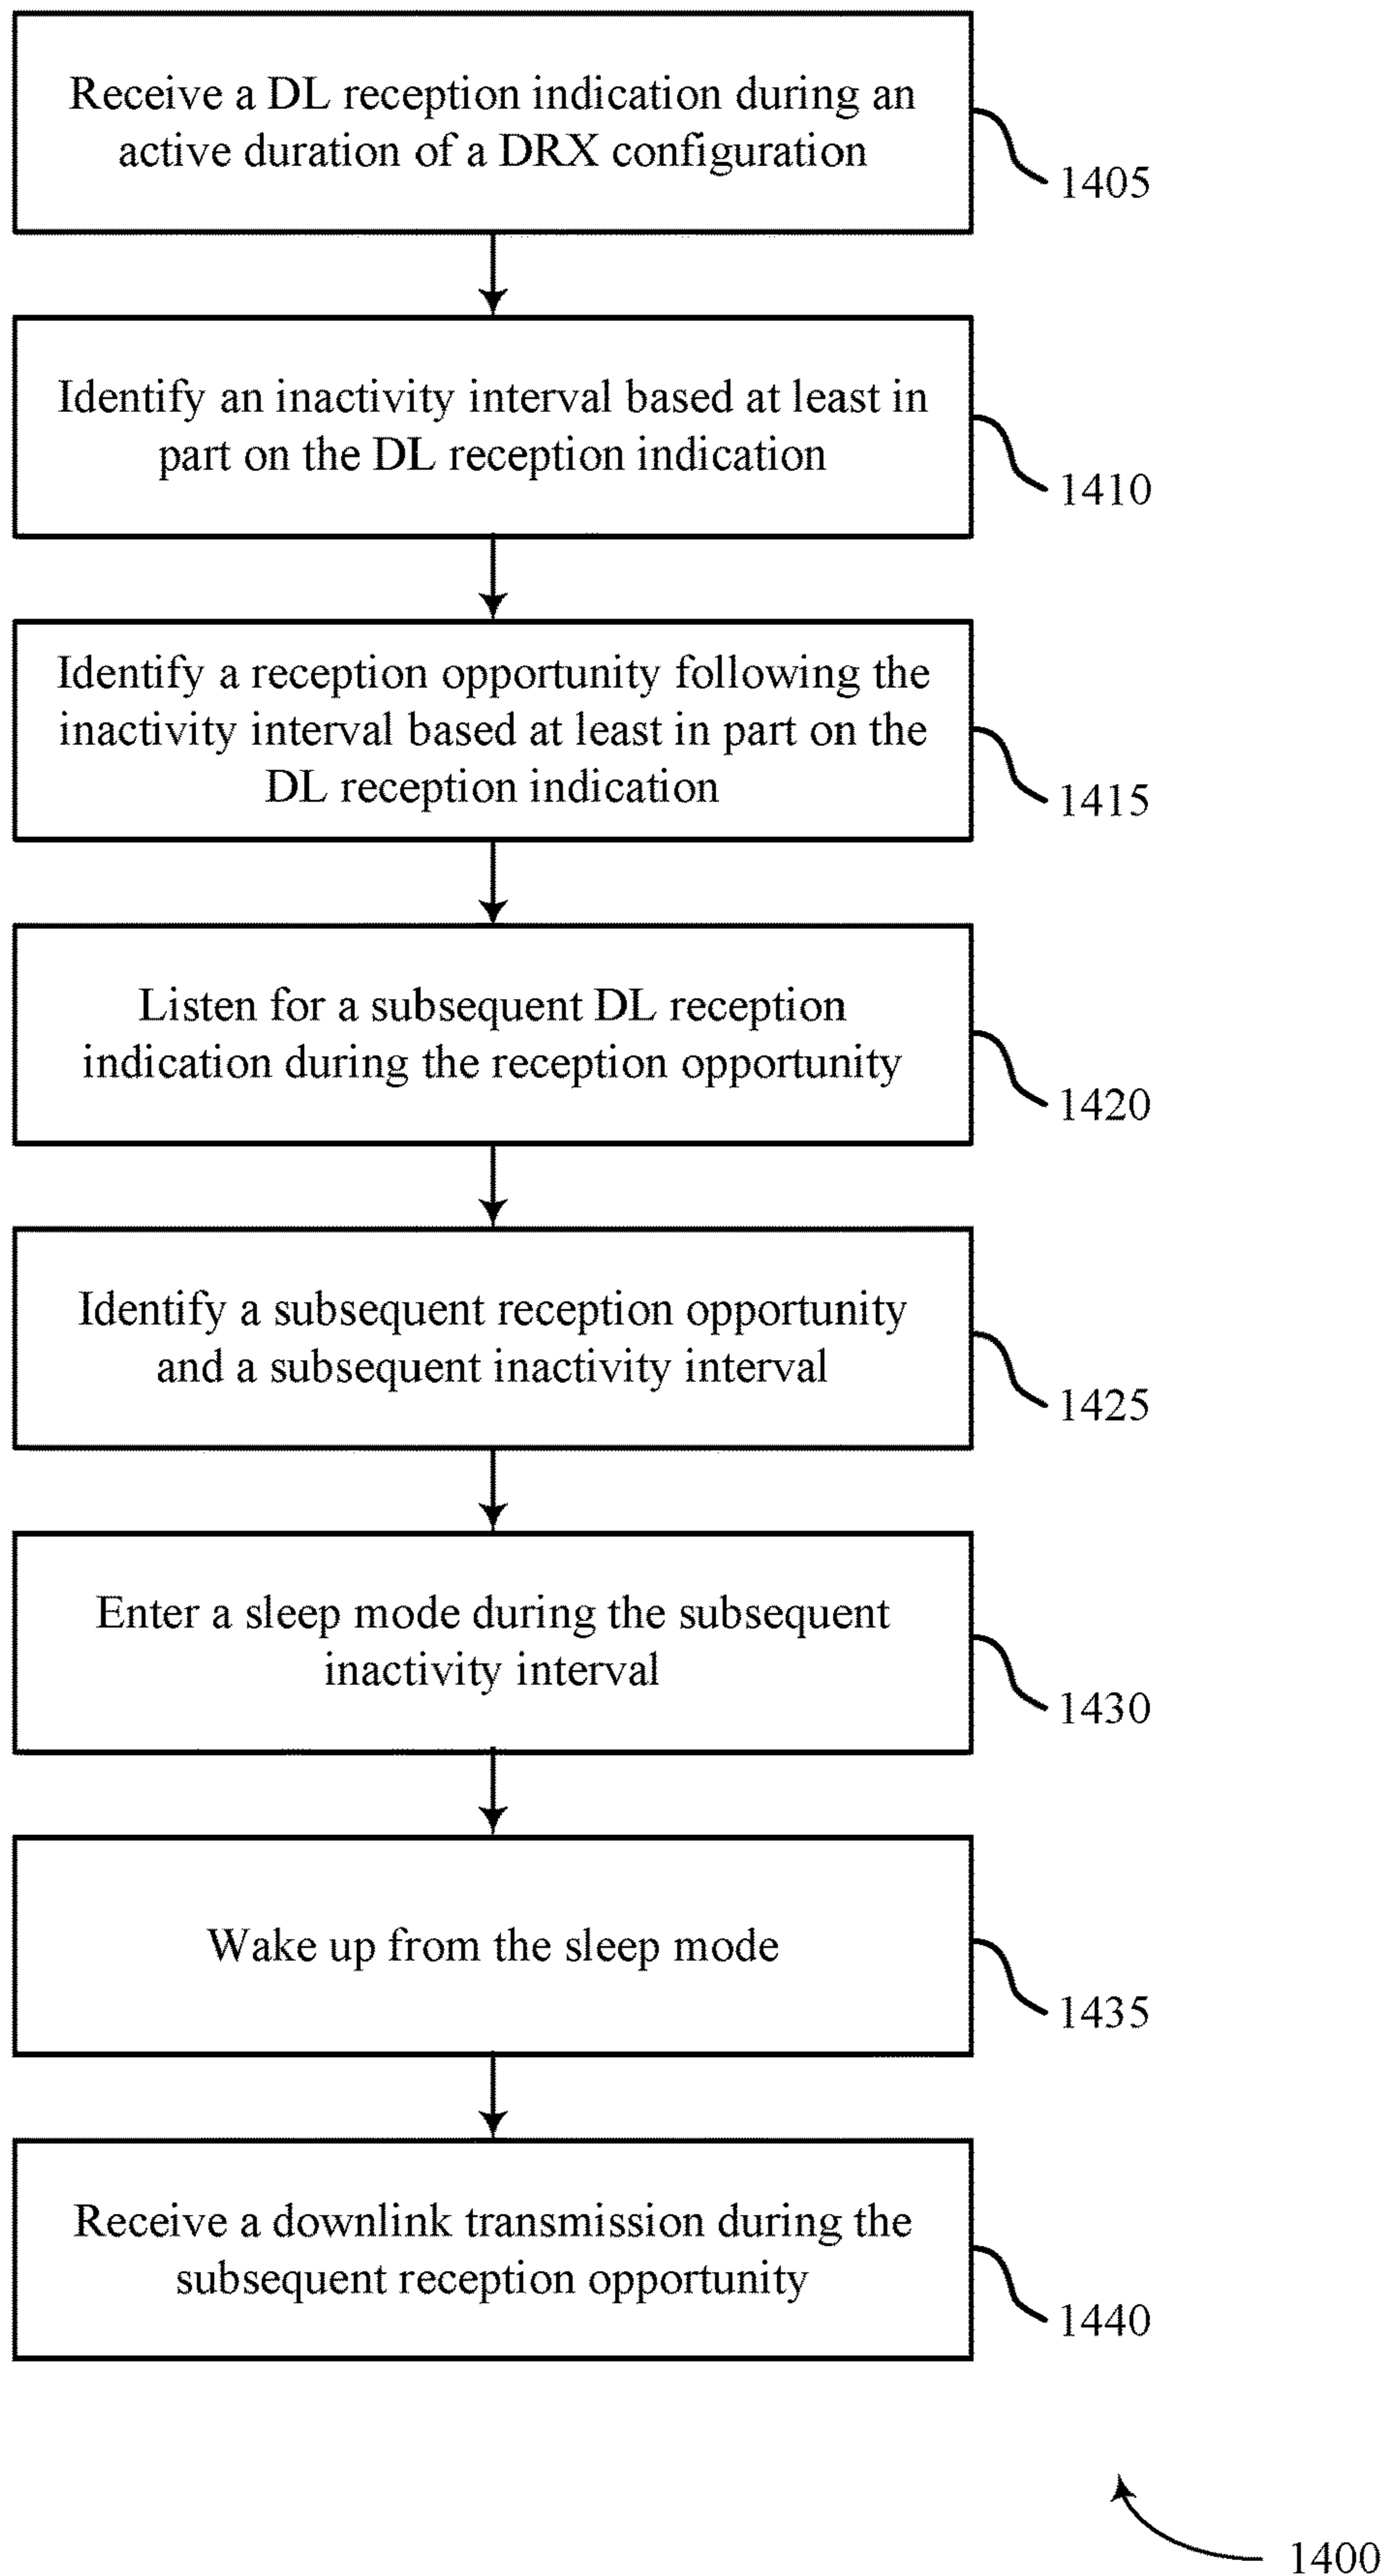 Receive a DL reception indication during an
active duration of a DRX configuration
1405
Identify an inactivity interval based at least in
part on the DL reception indication
1410
Identify a reception opportunity following the
inactivity interval based at least in part on the
DL reception indication
1415
Listen for a subsequent DL reception
indication during the reception opportunity
1420
Identify a subsequent reception opportunity
and a subsequent inactivity interval
1425
Enter a sleep mode during the subsequent
inactivity interval
1430
Wake up from the sleep mode
1435
Receive a downlink transmission during the
subsequent reception opportunity
1440
1400